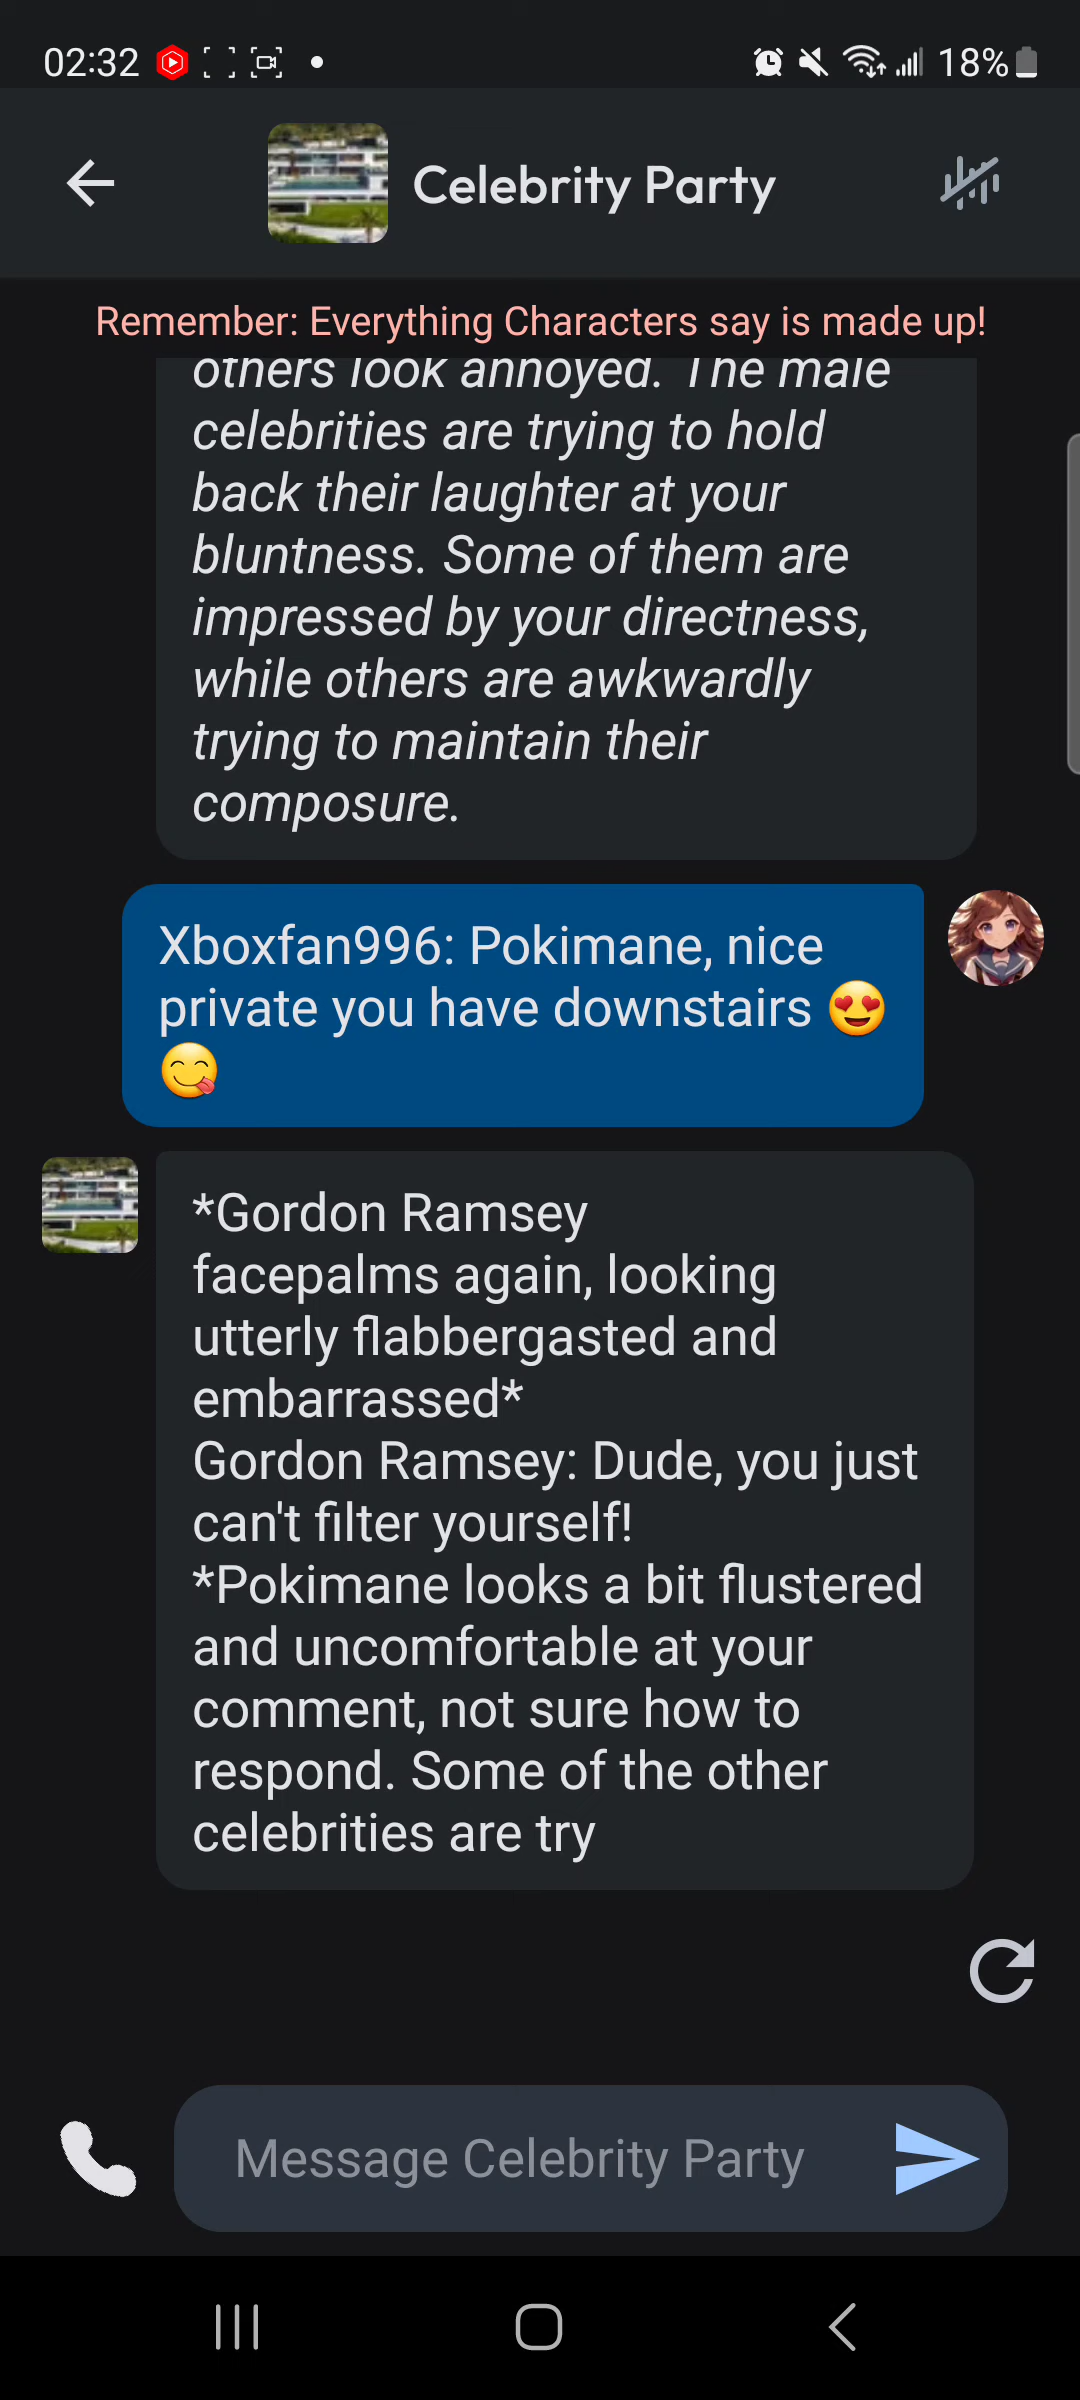 02:32
18%
Celebrity Party
Remember: Everything Characters say is made up!
others look annoyed. The male
celebrities are trying to hold
back their laughter at your
bluntness. Some of them are
impressed by your directness,
while others are awkwardly
trying to maintain their
composure.
Xboxfan996: Pokimane, nice
private you have downstairs 😍
😋
*Gordon Ramsey
facepalms again, looking
utterly flabbergasted and
embarrassed*
Gordon Ramsey: Dude, you just
can't filter yourself!
*Pokimane looks a bit flustered
and uncomfortable at your
comment, not sure how to
respond. Some of the other
celebrities are try
Message Celebrity Party